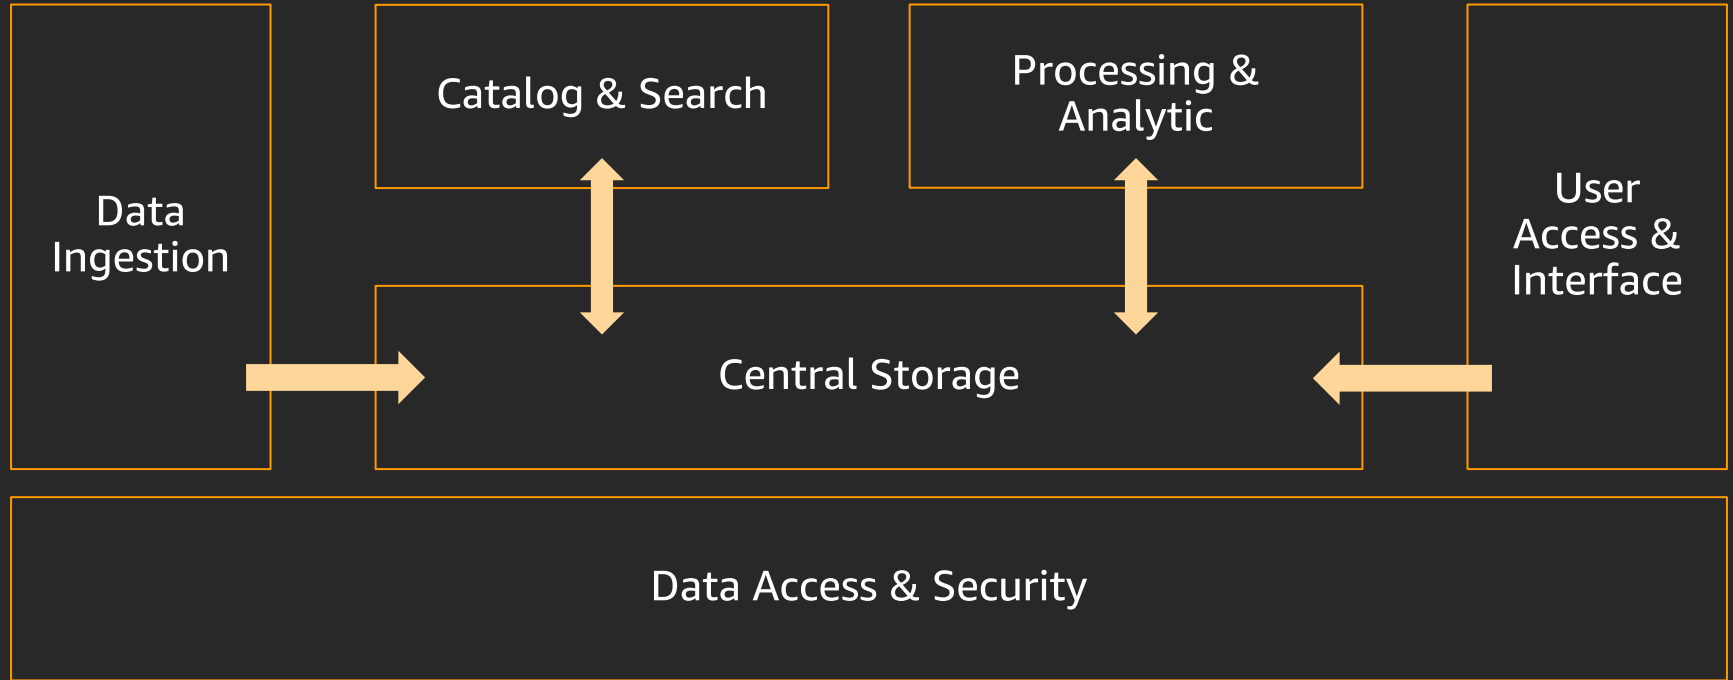 Data
Ingestion
Catalog & Search
Processing &
Analytic
User
Access &
Interface
Central Storage
Data Access & Security